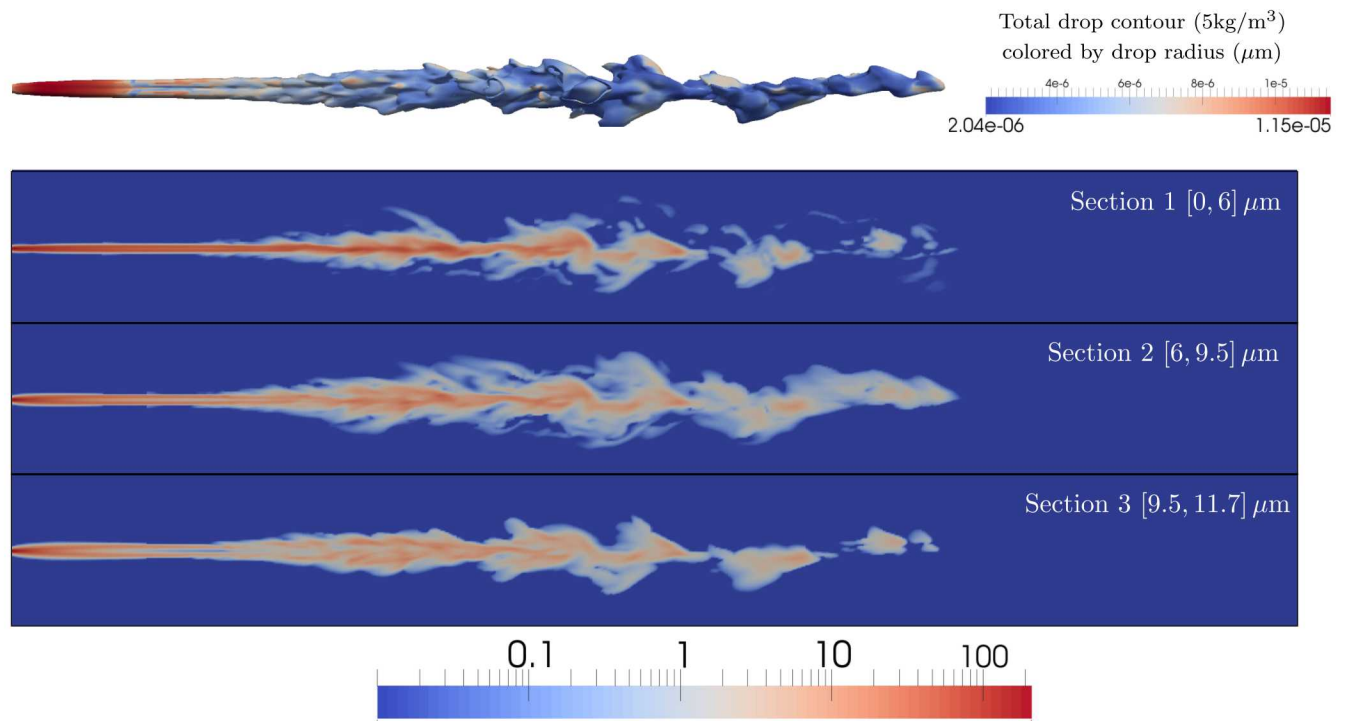 Total drop contour (5kg/m³)
colored by drop radius (μm)
4e-6 6e-6 8e-6 1e-5
2.04e-06 1.15e-05
Section 1 [0, 6] μm
Section 2 [6, 9.5] μm
Section 3 [9.5, 11.7] μm
0.1 1 10 100